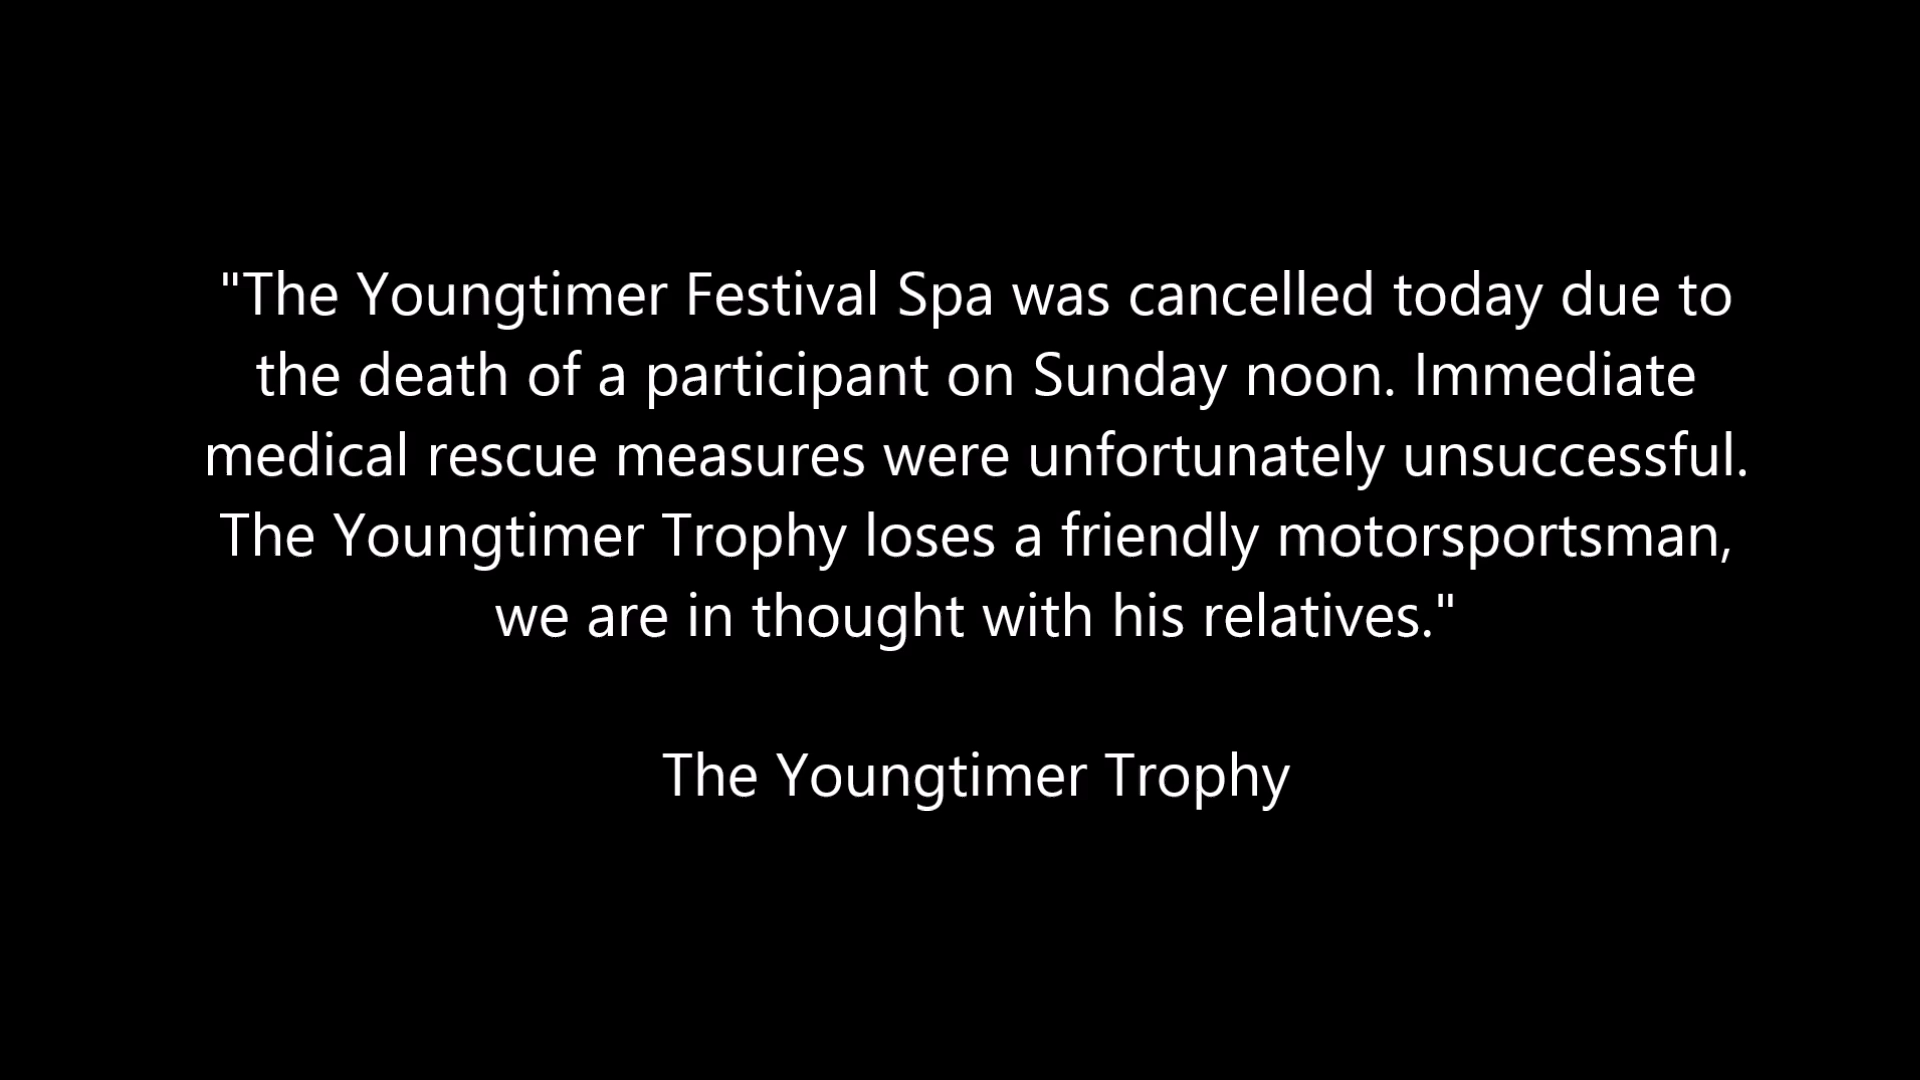 "The Youngtimer Festival Spa was cancelled today due to
the death of a participant on Sunday noon. Immediate
medical rescue measures were unfortunately unsuccessful.
The Youngtimer Trophy loses a friendly motorsportsman,
we are in thought with his relatives."
The Youngtimer Trophy